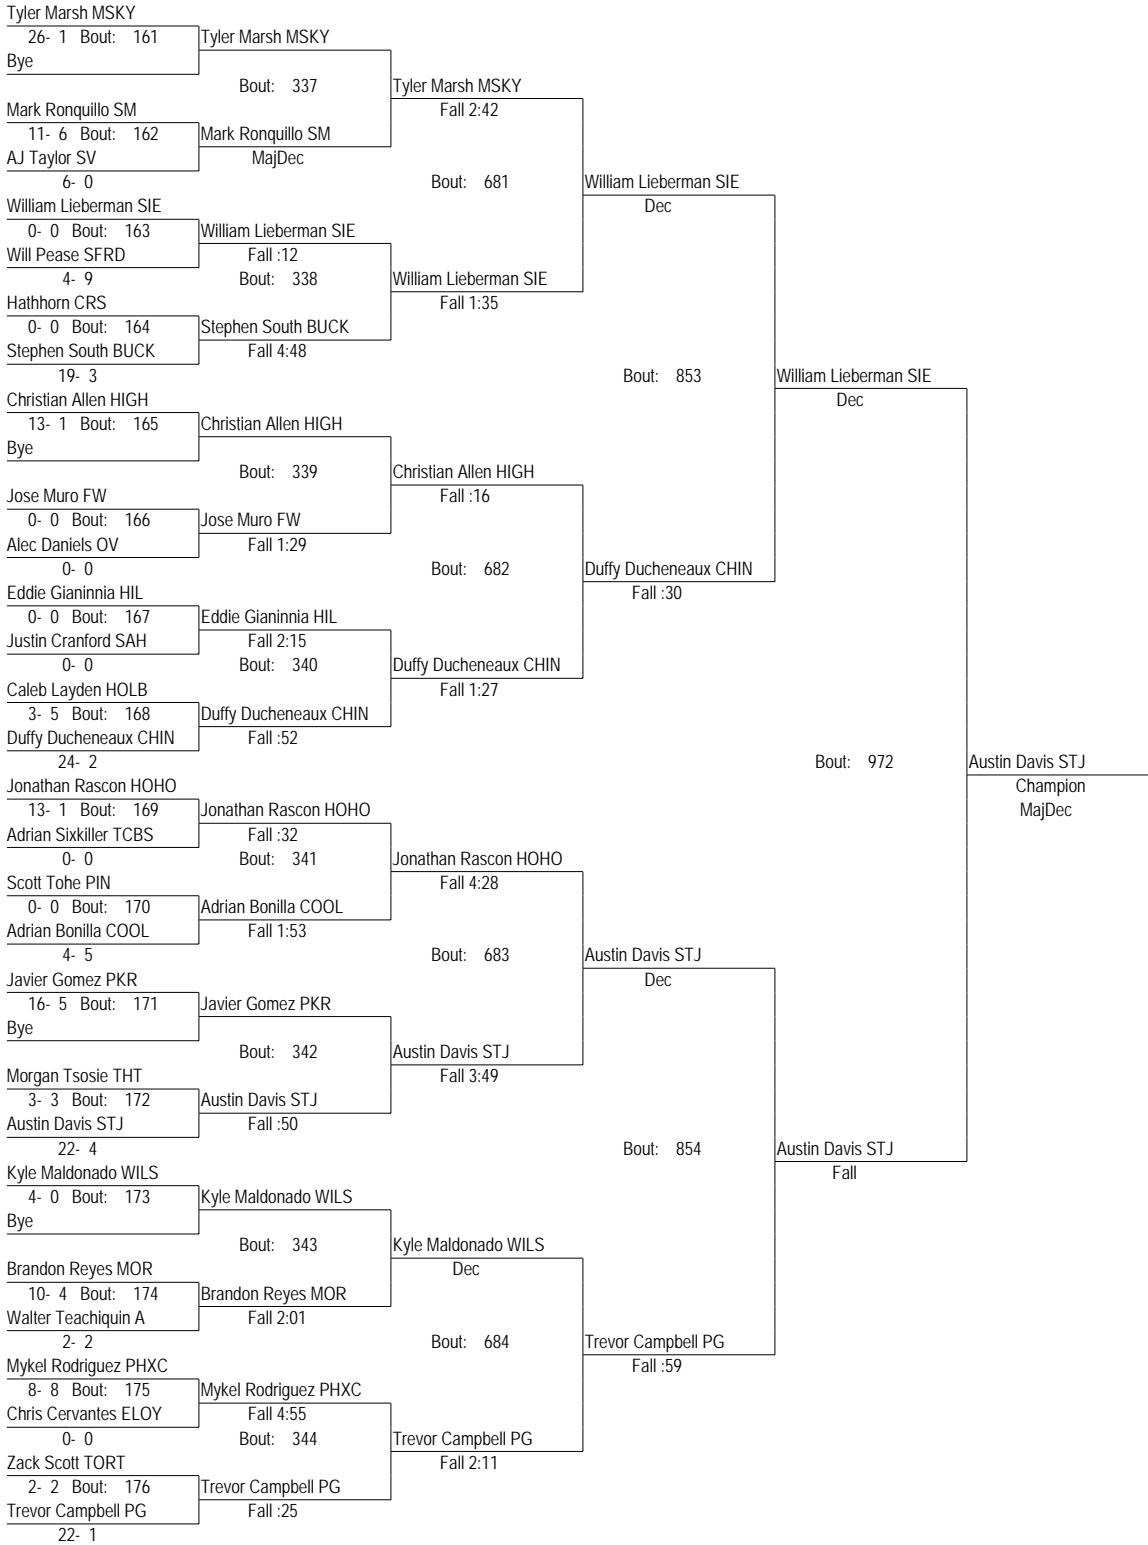 Tyler Marsh MSKY
26- 1 Bout: 161 Tyler Marsh MSKY
Bye
Bout: 337 Tyler Marsh MSKY
Mark Ronquillo SM Fall 2:42
11- 6 Bout: 162 Mark Ronquillo SM
AJ Taylor SV MajDec
6- 0 Bout: 681 William Lieberman SIE
William Lieberman SIE Dec
0- 0 Bout: 163 William Lieberman SIE
Will Pease SFRD Fall :12
4- 9 Bout: 338 William Lieberman SIE
Hathhorn CRS Fall 1:35
0- 0 Bout: 164 Stephen South BUCK
Stephen South BUCK Fall 4:48
19- 3 Bout: 853 William Lieberman SIE
Christian Allen HIGH Dec
13- 1 Bout: 165 Christian Allen HIGH
Bye
Bout: 339 Christian Allen HIGH
Jose Muro FW Fall :16
0- 0 Bout: 166 Jose Muro FW
Alec Daniels OV Fall 1:29
0- 0 Bout: 682 Duffy Ducheneaux CHIN
Eddie Gianinnia HIL Fall :30
0- 0 Bout: 167 Eddie Gianinnia HIL
Justin Cranford SAH Fall 2:15
0- 0 Bout: 340 Duffy Ducheneaux CHIN
Caleb Layden HOLB Fall 1:27
3- 5 Bout: 168 Duffy Ducheneaux CHIN
Duffy Ducheneaux CHIN Fall :52
24- 2 Bout: 972 Austin Davis STJ
Jonathan Rascon HOHO Champion
13- 1 Bout: 169 Jonathan Rascon HOHO MajDec
Adrian Sixkiller TCBS Fall :32
0- 0 Bout: 341 Jonathan Rascon HOHO
Scott Tohe PIN Fall 4:28
0- 0 Bout: 170 Adrian Bonilla COOL
Adrian Bonilla COOL Fall 1:53
4- 5 Bout: 683 Austin Davis STJ
Javier Gomez PKR Dec
16- 5 Bout: 171 Javier Gomez PKR
Bye
Bout: 342 Austin Davis STJ
Morgan Tsosie THT Fall 3:49
3- 3 Bout: 172 Austin Davis STJ
Austin Davis STJ Fall :50
22- 4 Bout: 854 Austin Davis STJ
Kyle Maldonado WILS Fall
4- 0 Bout: 173 Kyle Maldonado WILS
Bye
Bout: 343 Kyle Maldonado WILS
Brandon Reyes MOR Dec
10- 4 Bout: 174 Brandon Reyes MOR
Walter Teachiquin A Fall 2:01
2- 2 Bout: 684 Trevor Campbell PG
Mykel Rodriguez PHXC Fall :59
8- 8 Bout: 175 Mykel Rodriguez PHXC
Chris Cervantes ELOY Fall 4:55
0- 0 Bout: 344 Trevor Campbell PG
Zack Scott TORT Fall 2:11
2- 2 Bout: 176 Trevor Campbell PG
Trevor Campbell PG Fall :25
22- 1